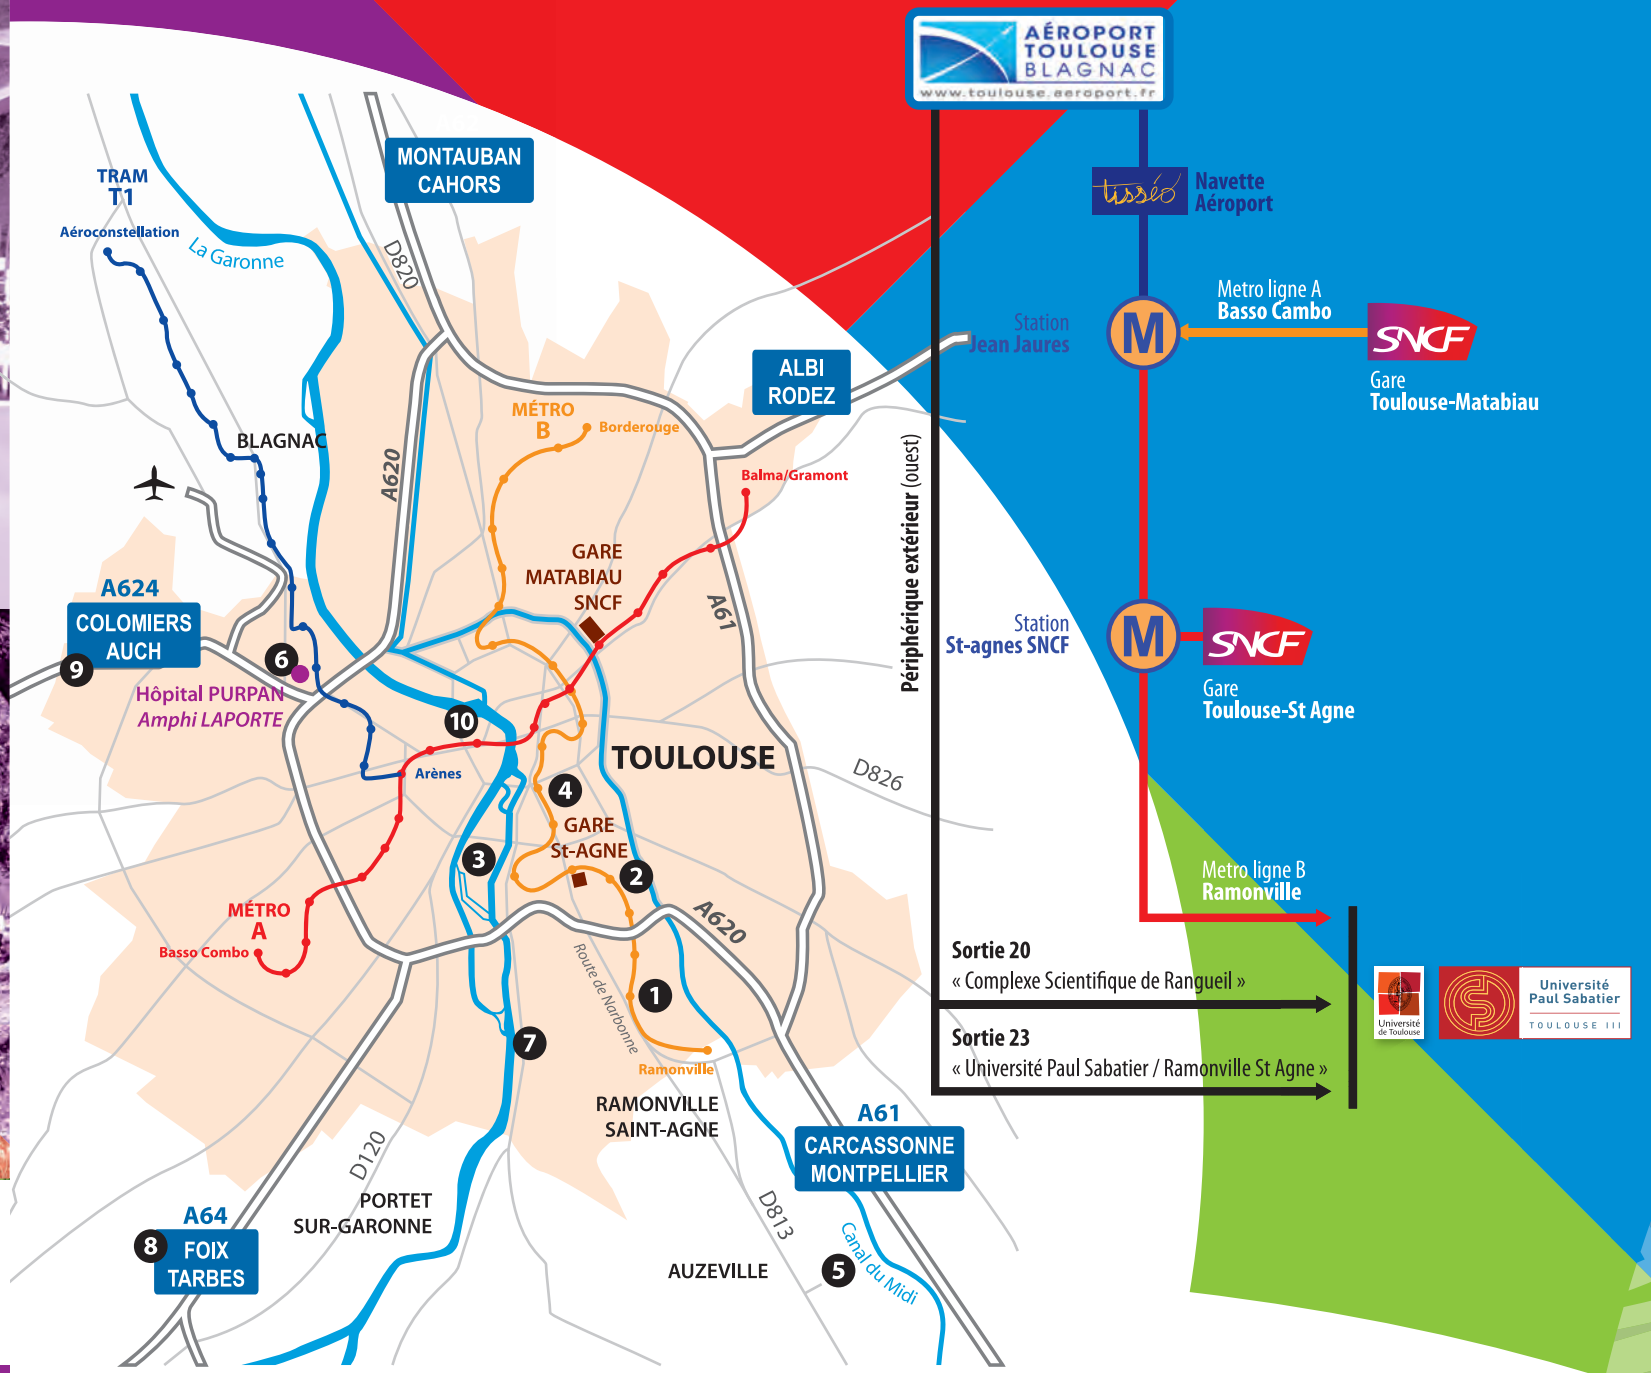 AÉROPORT
TOULOUSE
BLAGNAC
www.toulouse.aeroport.fr
MONTAUBAN
CAHORS
TRAM
T1
Aéroconstellation
La Garonne
D820
tisséo
Navette
Aéroport
Metro ligne A
Basso Cambo
SNCF
Station
Jean Jaures
M
Gare
Toulouse-Matabiau
ALBI
RODEZ
MÉTRO
B
Borderouge
BLAGNAC
A620
Balma/Gramont
Périphérique extérieur (ouest)
GARE
MATABIAU
SNCF
A61
A624
COLOMIERS
AUCH
9
6
Hôpital PURPAN
Amphi LAPORTE
Station
St-agnes SNCF
M
SNCF
Gare
Toulouse-St Agne
10
TOULOUSE
Arènes
D826
4
GARE
St-AGNE
3
2
MÉTRO
A
Basso Combo
A620
Metro ligne B
Ramonville
Route de Narbonne
1
Sortie 20
« Complexe Scientifique de Rangueil »
Sortie 23
« Université Paul Sabatier / Ramonville St Agne »
Université
de Toulouse
Université
Paul Sabatier
TOULOUSE III
7
Ramonville
RAMONVILLE
SAINT-AGNE
A61
CARCASSONNE
MONTPELLIER
D120
PORTET
SUR-GARONNE
D813
A64
8
FOIX
TARBES
AUZEVILLE
5
Canal du Midi